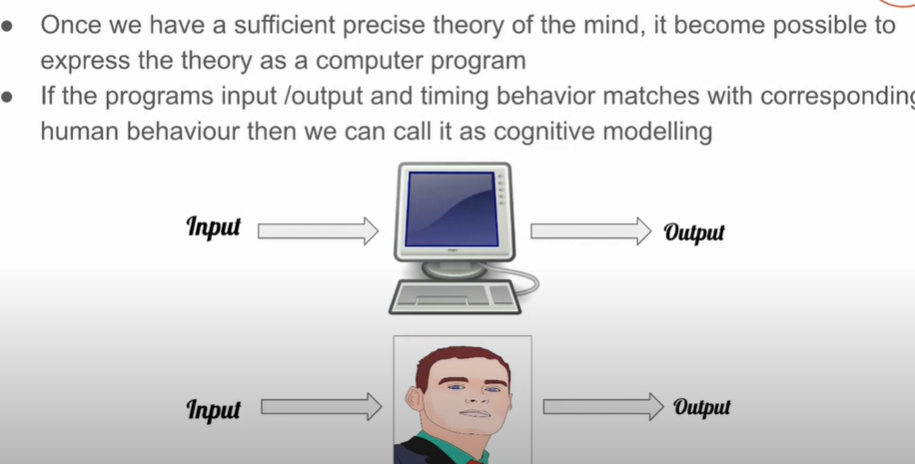 ● Once we have a sufficient precise theory of the mind, it become possible to
express the theory as a computer program
● If the programs input /output and timing behavior matches with corresponding
human behaviour then we can call it as cognitive modelling
Input Output
Input Output